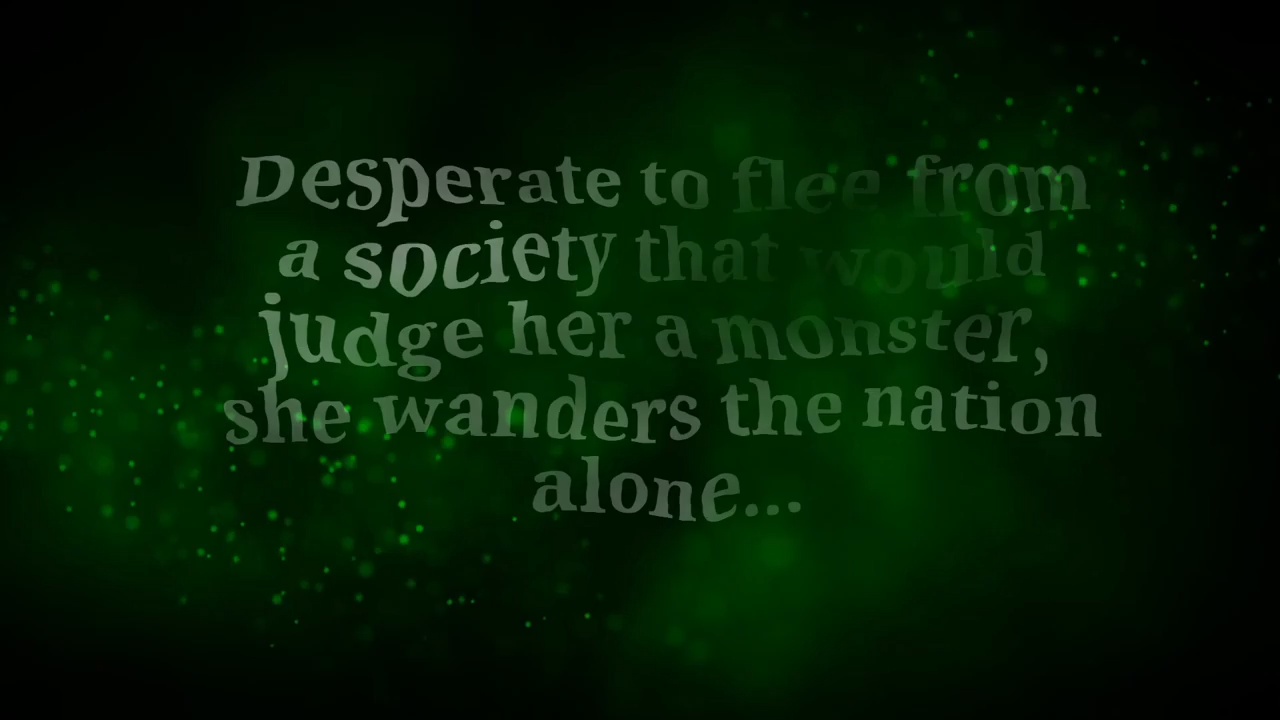 Desperate to flee from
a society that would
judge her a monster,
she wanders the nation
alone...